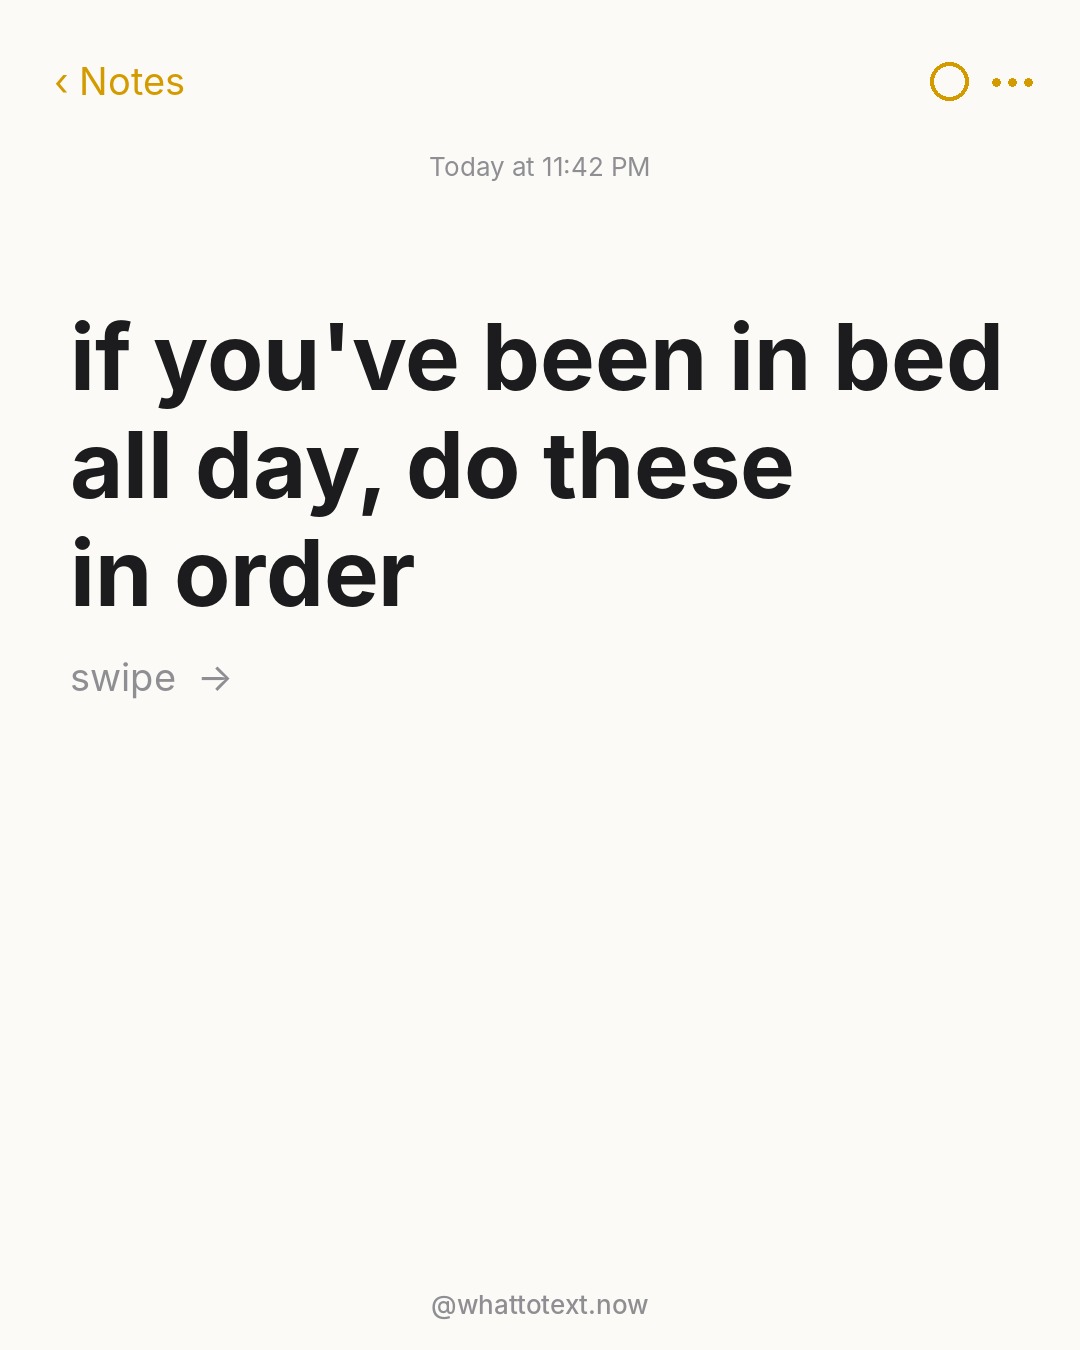 ‹ Notes
Today at 11:42 PM
if you've been in bed
all day, do these
in order
swipe →
@whattotext.now